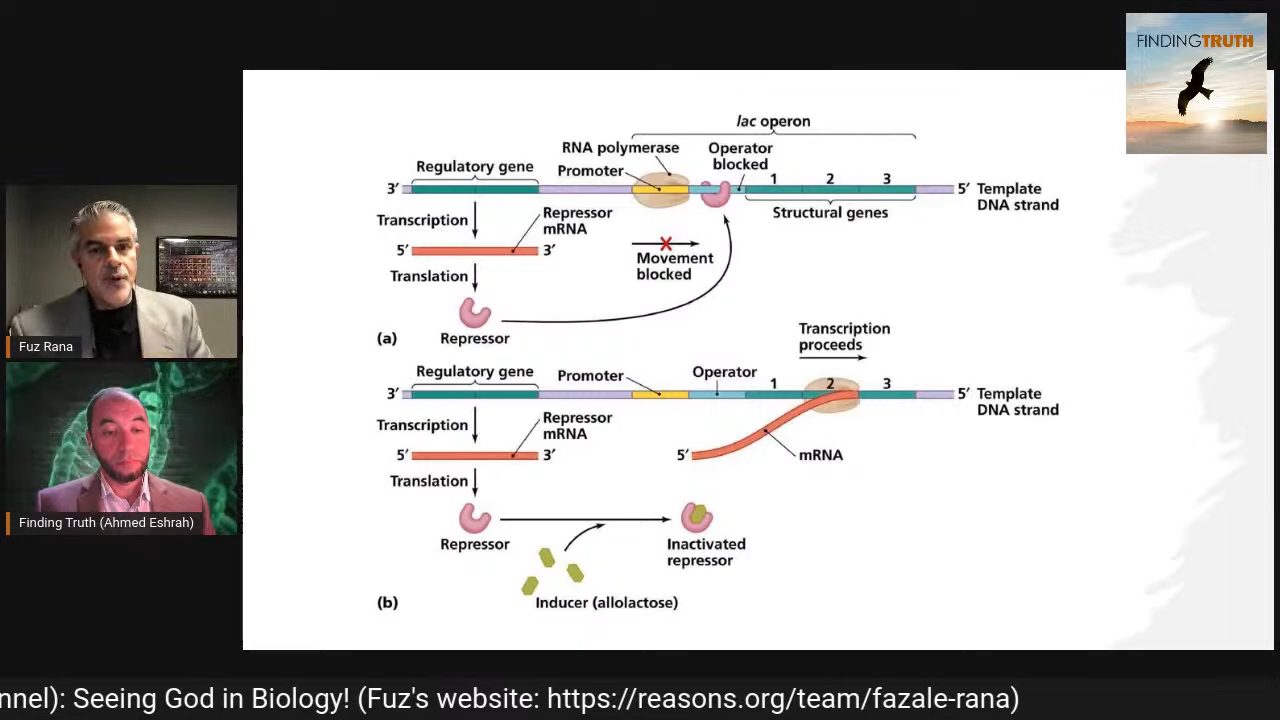 FINDINGTRUTH
lac operon
RNA polymerase
Operator
blocked
Regulatory gene
Promoter
1 2 3
3′
5′ Template
DNA strand
Transcription
Repressor
mRNA
Structural genes
5′
3′
Movement
blocked
Translation
Repressor
(a)
Transcription
proceeds
Regulatory gene
Promoter
Operator
1 2 3
3′
5′ Template
DNA strand
Transcription
Repressor
mRNA
5′
3′
5′
mRNA
Translation
Repressor
Inactivated
repressor
Inducer (allolactose)
(b)
Fuz Rana
Finding Truth (Ahmed Eshrah)
nnel): Seeing God in Biology! (Fuz's website: https://reasons.org/team/fazale-rana)